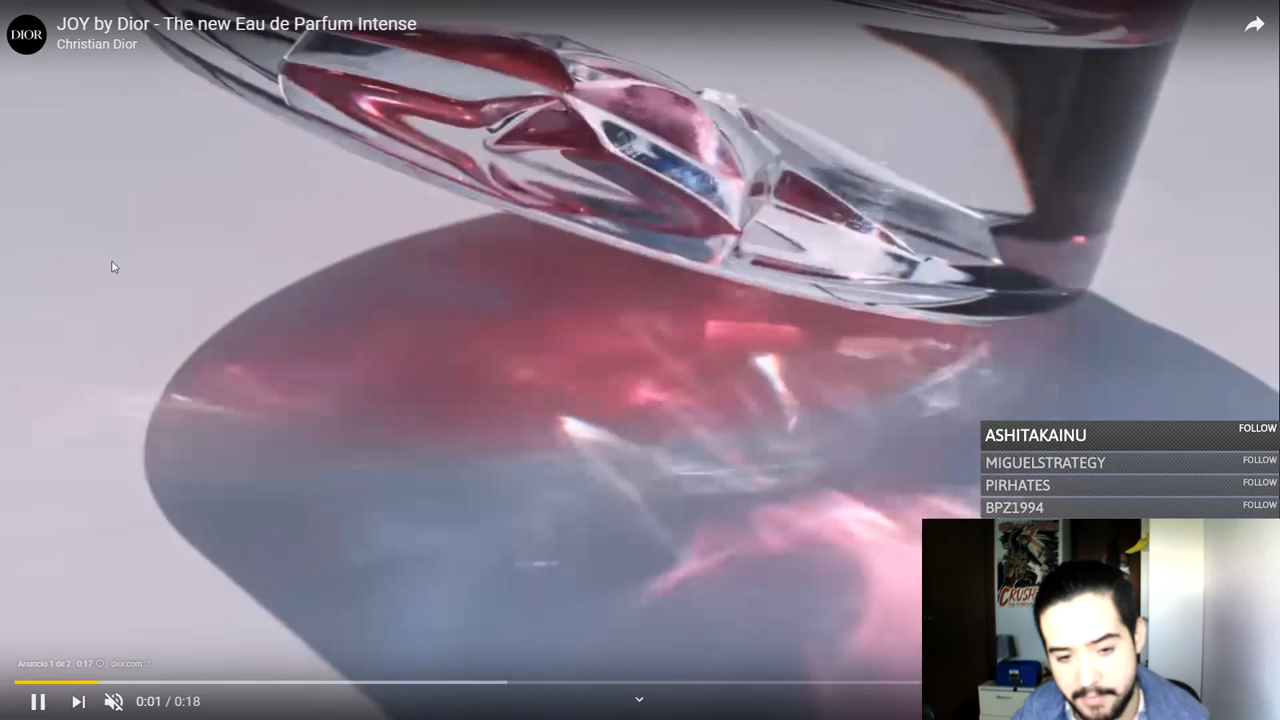 DIOR
JOY by Dior - The new Eau de Parfum Intense
Christian Dior
ASHITAKAINU FOLLOW
MIGUELSTRATEGY FOLLOW
PIRHATES FOLLOW
BPZ1994 FOLLOW
CRUSH
Anuncio 1 de 2 · 0:17 dior.com
0:01 / 0:18